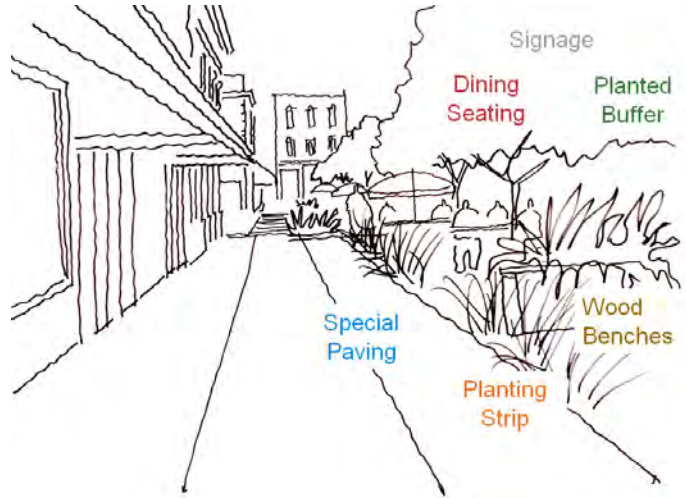 Signage
Dining
Seating
Planted
Buffer
Special
Paving
Wood
Benches
Planting
Strip